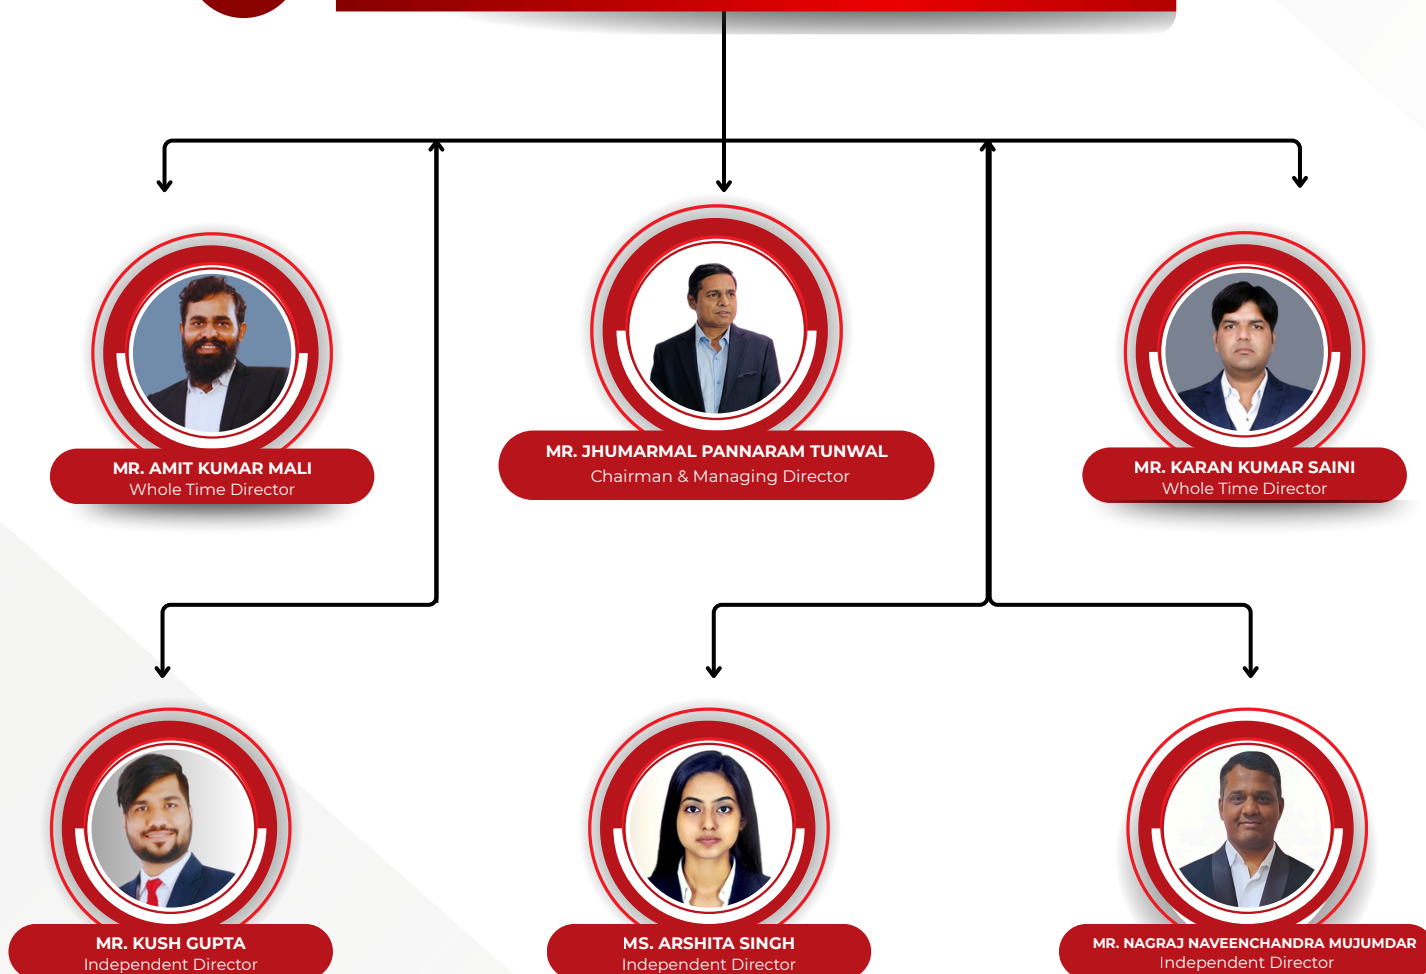 MR. JHUMARMAL PANNARAM TUNWAL
Chairman & Managing Director
MR. AMIT KUMAR MALI
Whole Time Director
MR. KARAN KUMAR SAINI
Whole Time Director
MR. KUSH GUPTA
Independent Director
MS. ARSHITA SINGH
Independent Director
MR. NAGRAJ NAVEENCHANDRA MUJUMDAR
Independent Director